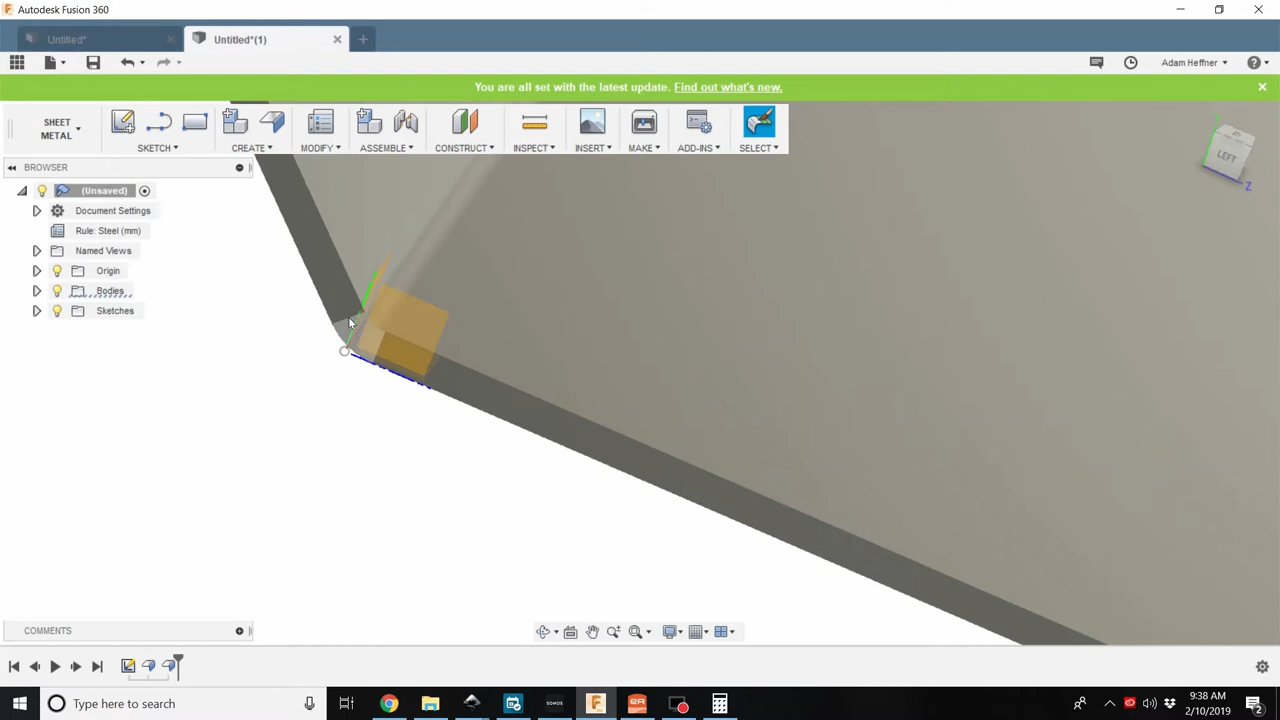 Autodesk Fusion 360
Untitled*
Untitled*(1)
Adam Heffner
You are all set with the latest update. Find out what's new.
SHEET METAL
SKETCH
CREATE
MODIFY
ASSEMBLE
CONSTRUCT
INSPECT
INSERT
MAKE
ADD-INS
SELECT
BROWSER
LEFT
Z
(Unsaved)
Document Settings
Rule: Steel (mm)
Named Views
Origin
Bodies
Sketches
COMMENTS
Type here to search
SONOS
9:38 AM
2/10/2019
2